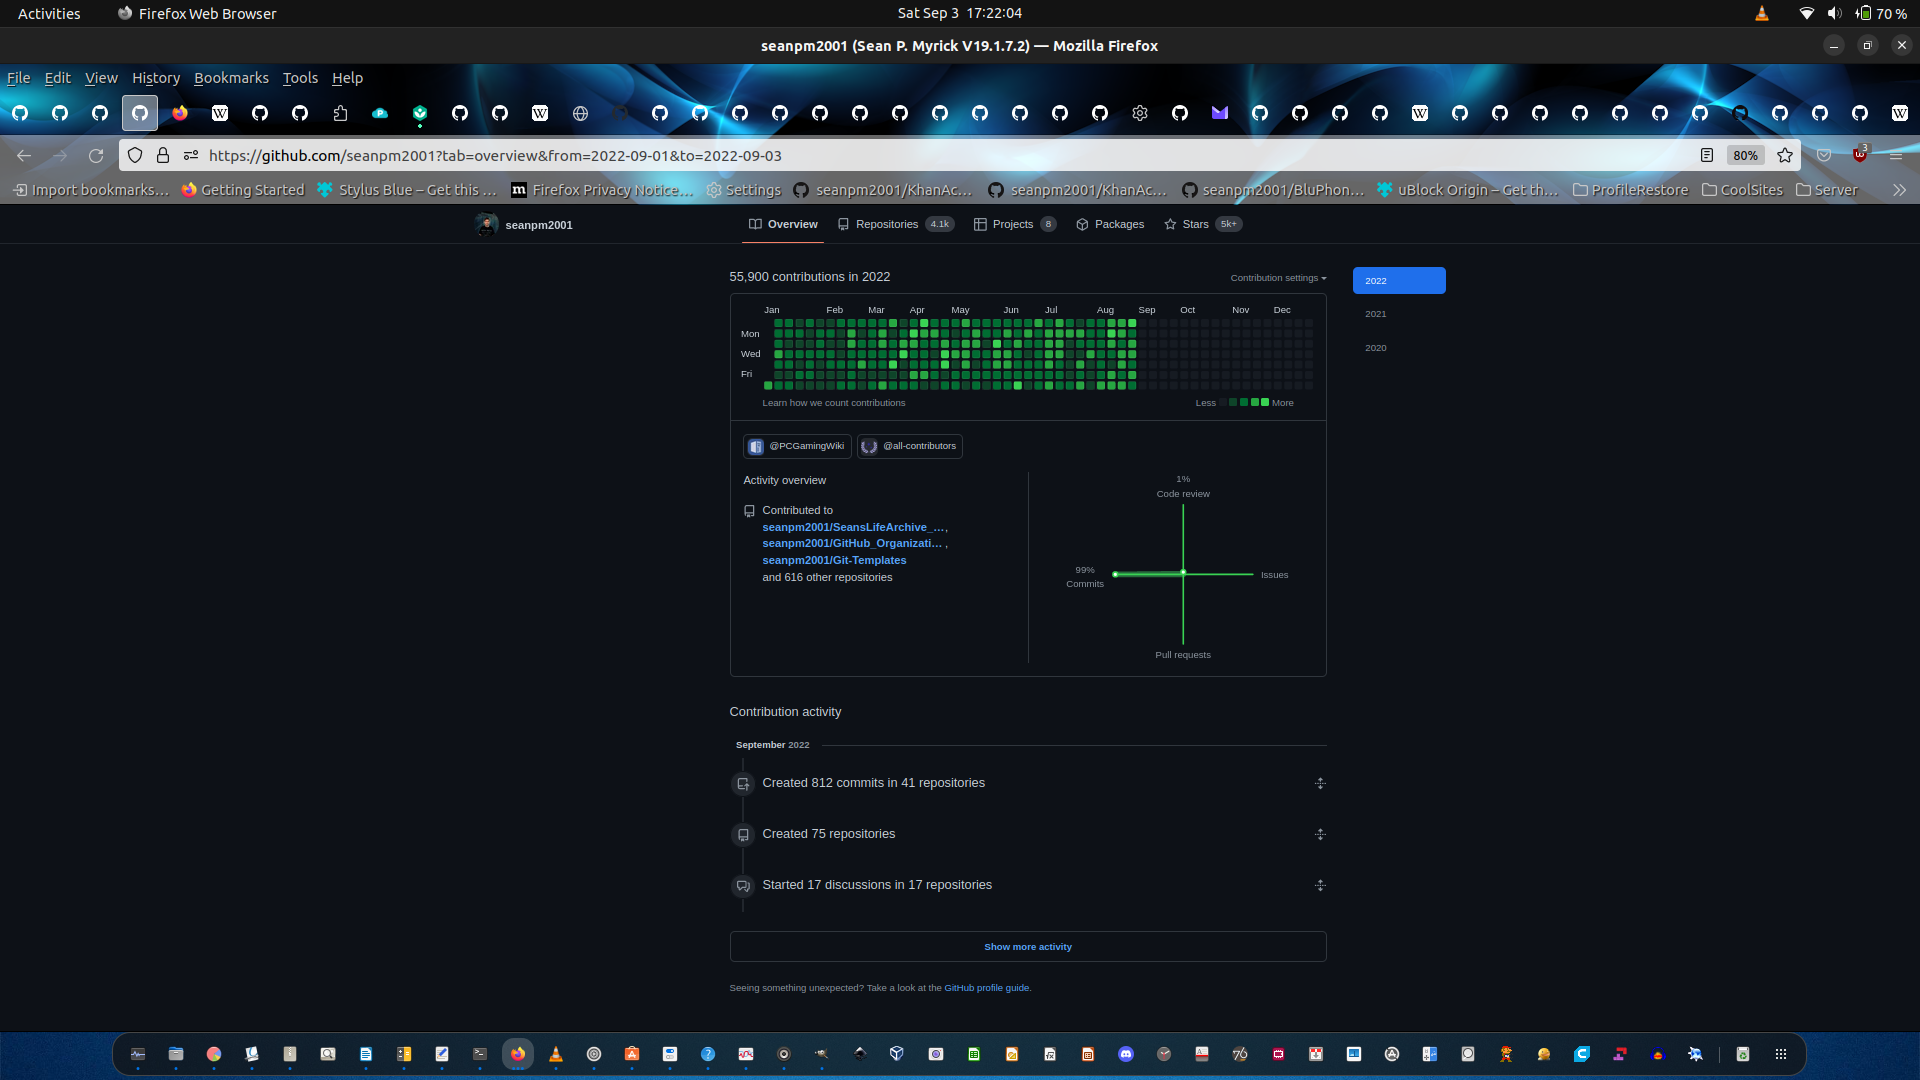 Activities
Firefox Web Browser
Sat Sep 3 17:22:04
70 %
seanpm2001 (Sean P. Myrick V19.1.7.2) — Mozilla Firefox
File Edit View History Bookmarks Tools Help
https://github.com/seanpm2001?tab=overview&from=2022-09-01&to=2022-09-03
80%
3
Import bookmarks…
Getting Started
Stylus Blue – Get this …
Firefox Privacy Notice…
Settings
seanpm2001/KhanAc…
seanpm2001/KhanAc…
seanpm2001/BluPhon…
uBlock Origin – Get th…
ProfileRestore
CoolSites
Server
seanpm2001
Overview
Repositories 4.1k
Projects 8
Packages
Stars 5k+
55,900 contributions in 2022
Contribution settings
2022
2021
2020
Jan Feb Mar Apr May Jun Jul Aug Sep Oct Nov Dec
Mon
Wed
Fri
Learn how we count contributions
Less
More
@PCGamingWiki
@all-contributors
Activity overview
Contributed to
seanpm2001/SeansLifeArchive_…,
seanpm2001/GitHub_Organizati… ,
seanpm2001/Git-Templates
and 616 other repositories
1%
Code review
99%
Commits
Issues
Pull requests
Contribution activity
September 2022
Created 812 commits in 41 repositories
Created 75 repositories
Started 17 discussions in 17 repositories
Show more activity
Seeing something unexpected? Take a look at the GitHub profile guide.